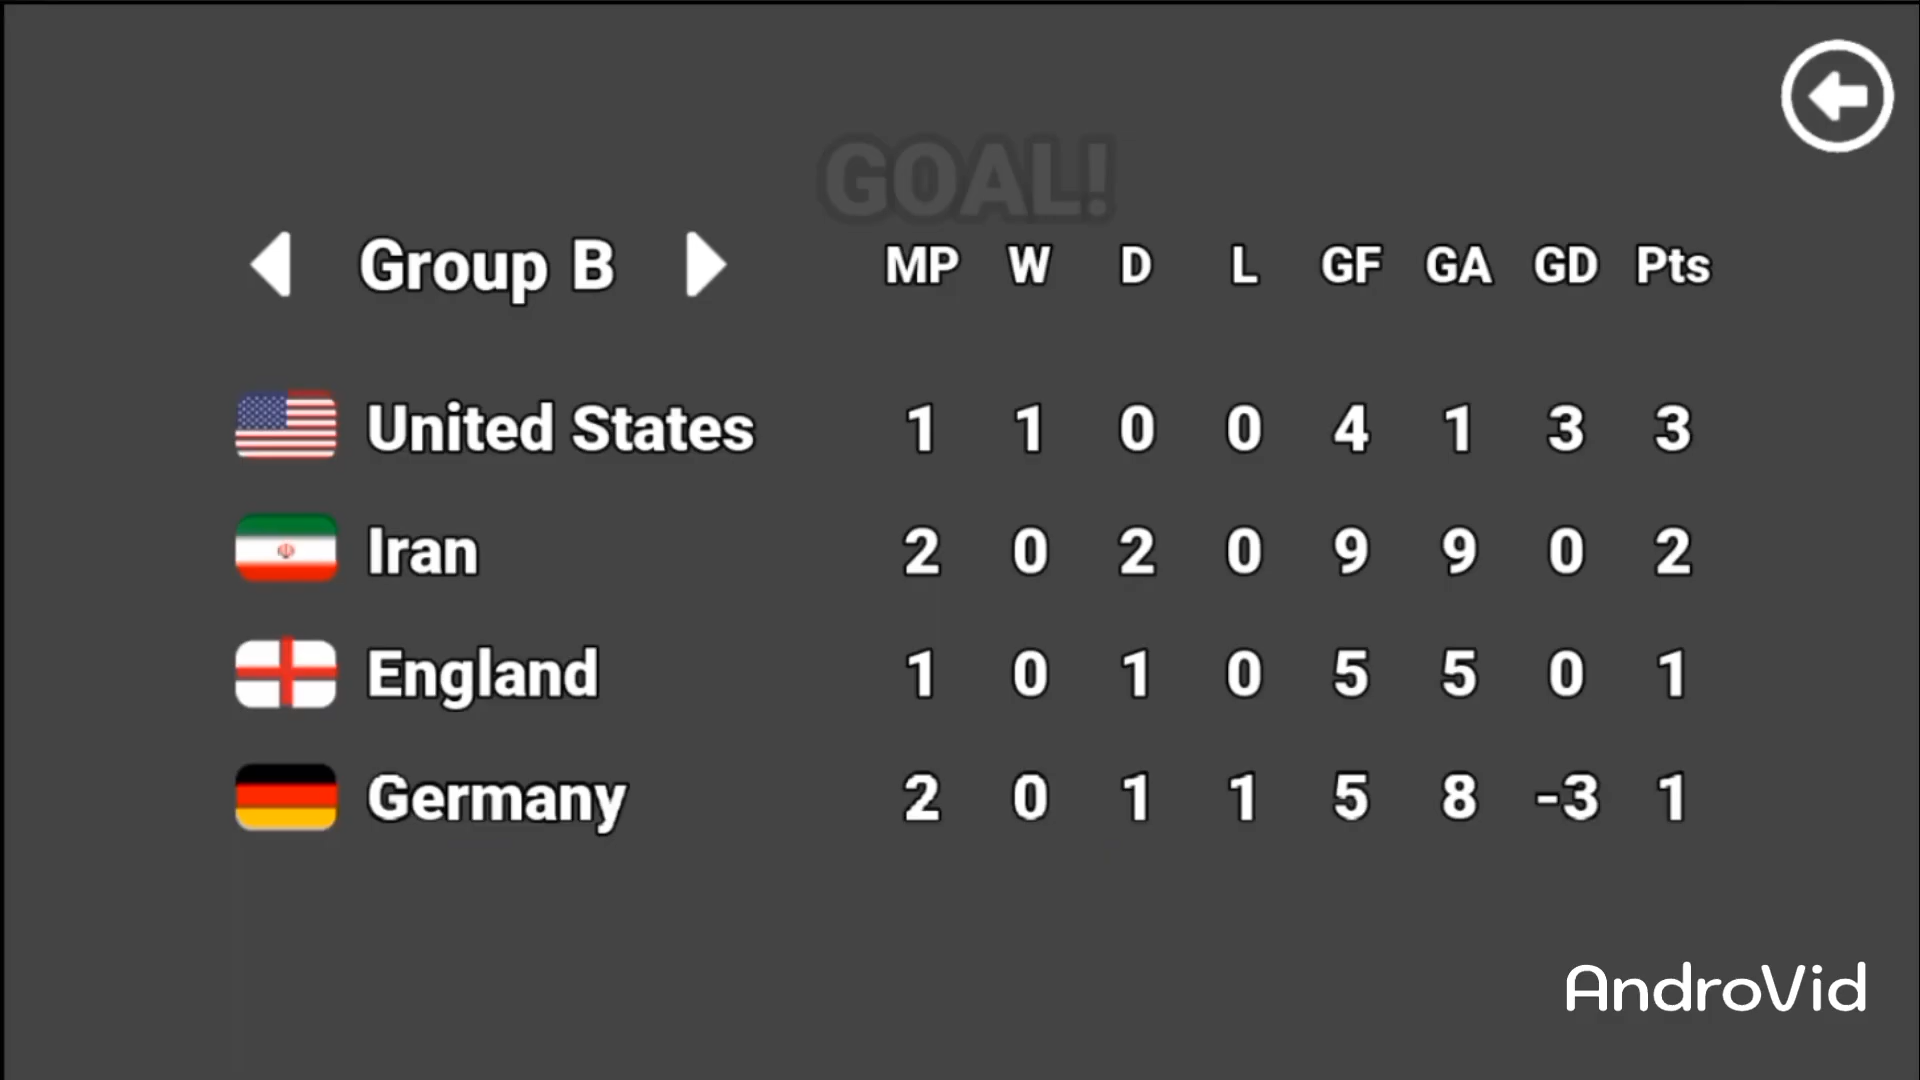 GOAL!
Group B MP W D L GF GA GD Pts
United States 1 1 0 0 4 1 3 3
Iran 2 0 2 0 9 9 0 2
England 1 0 1 0 5 5 0 1
Germany 2 0 1 1 5 8 -3 1
AndroVid